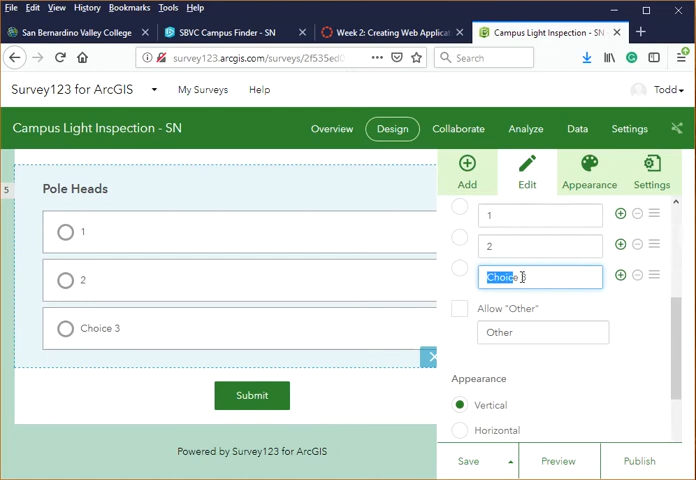 File Edit View History Bookmarks Tools Help
San Bernardino Valley College
SBVC Campus Finder - SN
Week 2: Creating Web Applicat
Campus Light Inspection - SN
survey123.arcgis.com/surveys/2f535ed0
Search
Survey123 for ArcGIS My Surveys Help Todd
Campus Light Inspection - SN Overview Design Collaborate Analyze Data Settings
Add Edit Appearance Settings
5
Pole Heads
1
2
Choice 3
1
2
Choice 3
Allow "Other"
Other
Appearance
Vertical
Horizontal
Submit
Powered by Survey123 for ArcGIS
Save Preview Publish